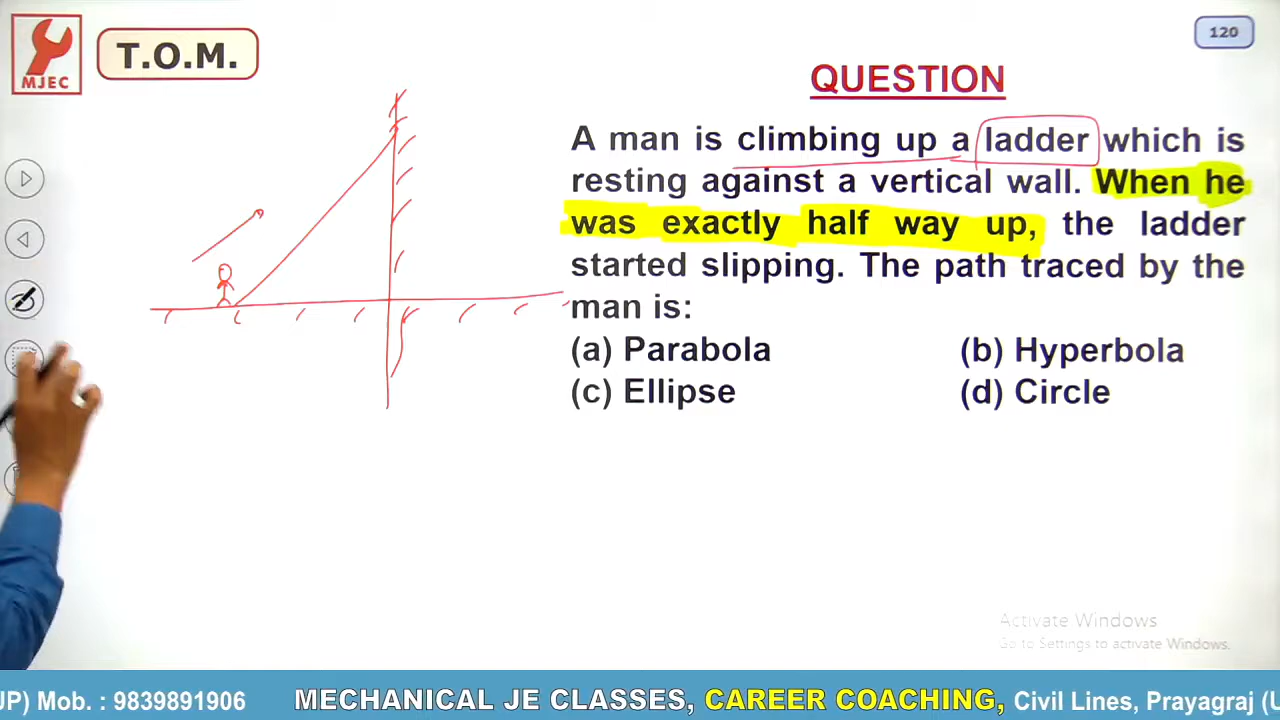 MJEC
T.O.M.
120
QUESTION
A man is climbing up a ladder which is
resting against a vertical wall. When he
was exactly half way up, the ladder
started slipping. The path traced by the
man is:
(a) Parabola
(b) Hyperbola
(c) Ellipse
(d) Circle
Activate Windows
Go to Settings to activate Windows.
JP) Mob. : 9839891906 MECHANICAL JE CLASSES, CAREER COACHING, Civil Lines, Prayagraj (U